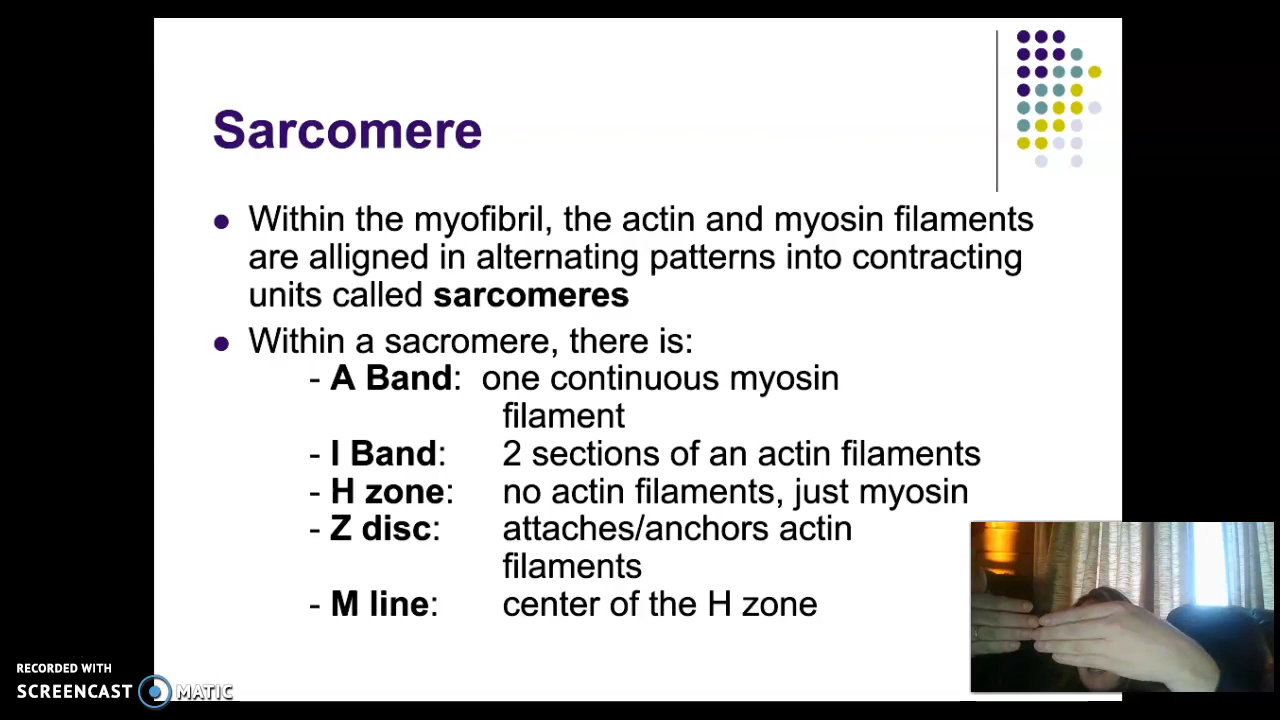 Sarcomere
Within the myofibril, the actin and myosin filaments
are alligned in alternating patterns into contracting
units called sarcomeres
Within a sacromere, there is:
- A Band: one continuous myosin
filament
- I Band: 2 sections of an actin filaments
- H zone: no actin filaments, just myosin
- Z disc: attaches/anchors actin
filaments
- M line: center of the H zone
RECORDED WITH
SCREENCAST MATIC